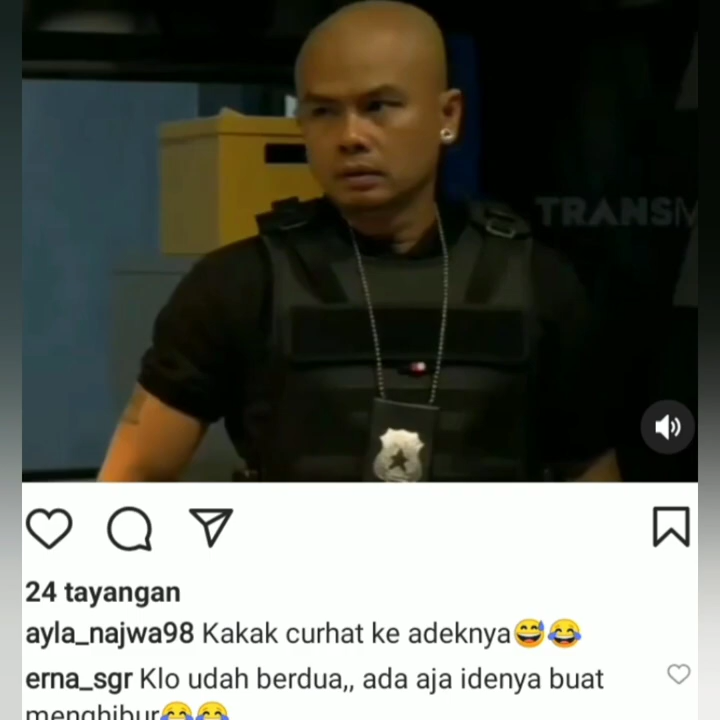 TRANSM
24 tayangan
ayla_najwa98 Kakak curhat ke adeknya😅😂
erna_sgr Klo udah berdua,, ada aja idenya buat
menghibur😂😂